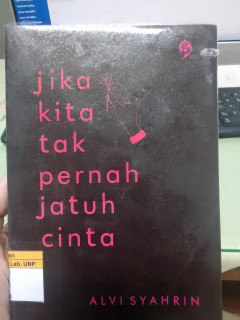 jika
kita
tak
pernah
jatuh
cinta
Lab. UNP
ALVI SYAHRIN